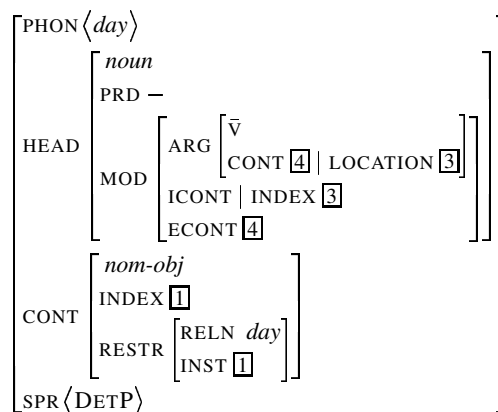 PHON ⟨day⟩
noun
PRD −
HEAD
ARG
V̄
CONT 4 | LOCATION 3
MOD
ICONT | INDEX 3
ECONT 4
nom-obj
INDEX 1
CONT
RESTR
RELN day
INST 1
SPR ⟨DETP⟩